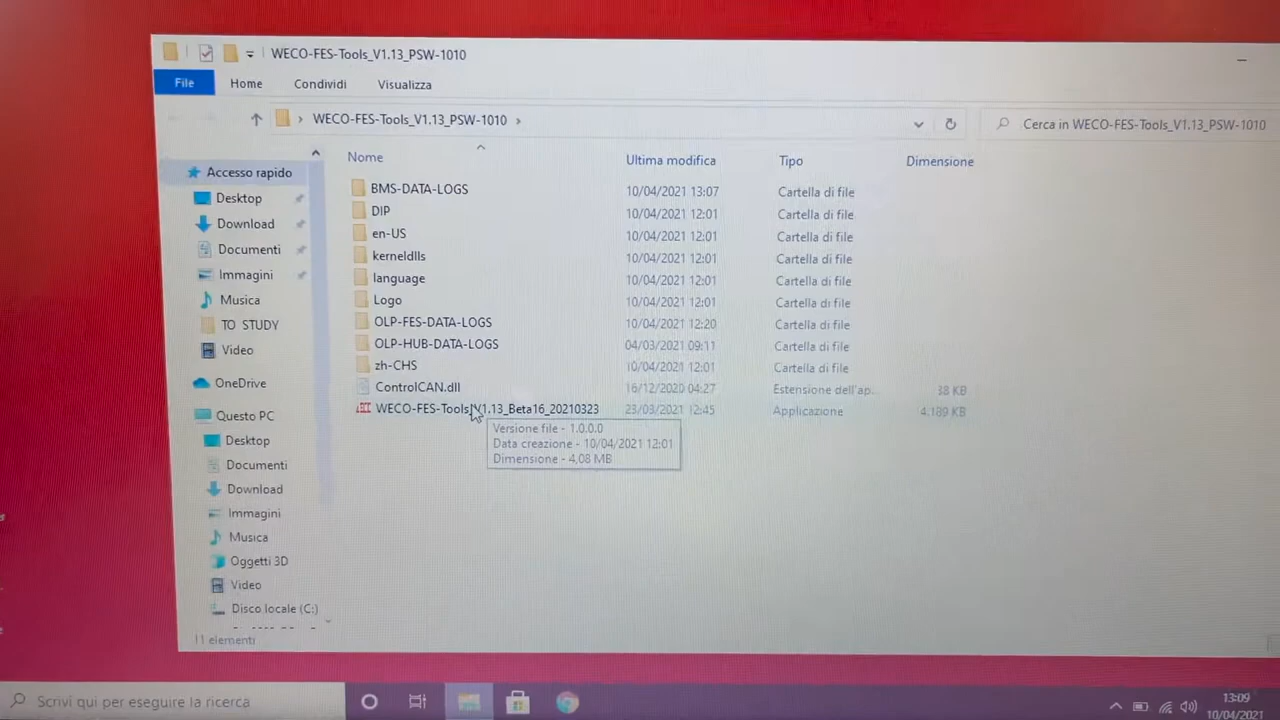 WECO-FES-Tools_V1.13_PSW-1010
File Home Condividi Visualizza
WECO-FES-Tools_V1.13_PSW-1010
Cerca in WECO-FES-Tools_V1.13_PSW-1010
Nome Ultima modifica Tipo Dimensione
Accesso rapido
Desktop
Download
Documenti
Immagini
Musica
TO STUDY
Video
OneDrive
Questo PC
Desktop
Documenti
Download
Immagini
Musica
Oggetti 3D
Video
Disco locale (C:)
BMS-DATA-LOGS 10/04/2021 13:07 Cartella di file
DIP 10/04/2021 12:01 Cartella di file
en-US 10/04/2021 12:01 Cartella di file
kerneldlls 10/04/2021 12:01 Cartella di file
language 10/04/2021 12:01 Cartella di file
Logo 10/04/2021 12:01 Cartella di file
OLP-FES-DATA-LOGS 10/04/2021 12:20 Cartella di file
OLP-HUB-DATA-LOGS 04/03/2021 09:11 Cartella di file
zh-CHS 10/04/2021 12:01 Cartella di file
ControlCAN.dll 16/12/2020 04:27 Estensione dell'ap... 38 KB
WECO-FES-Tools_V1.13_Beta16_20210323 23/03/2021 12:45 Applicazione 4.189 KB
Versione file - 1.0.0.0
Data creazione - 10/04/2021 12:01
Dimensione - 4,08 MB
11 elementi
Scrivi qui per eseguire la ricerca
13:09
10/04/2021